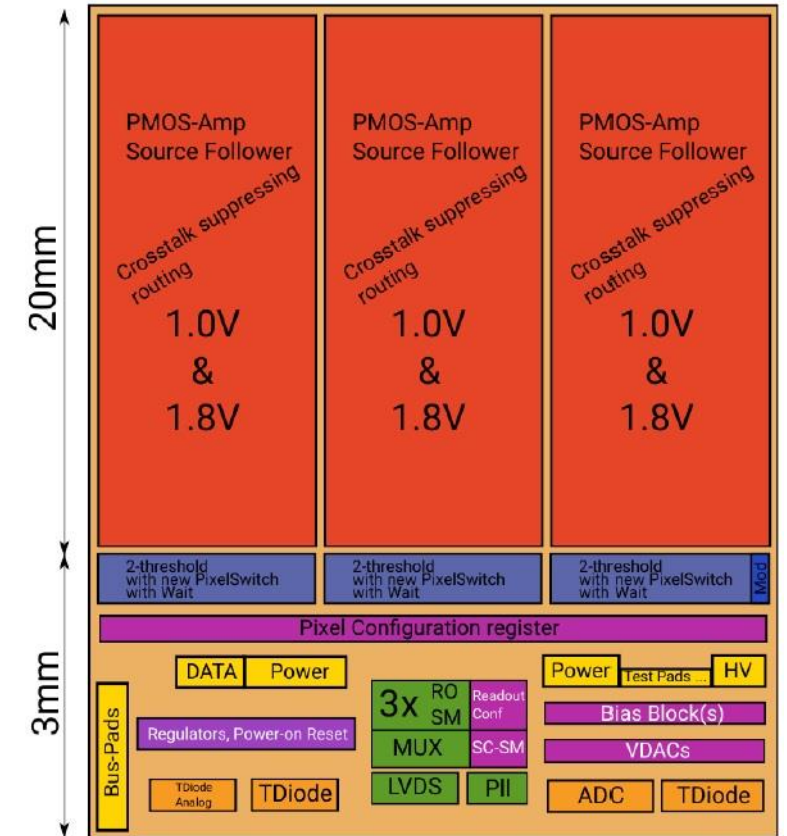 20mm
PMOS-Amp
Source Follower
Crosstalk suppressing
routing
1.0V
&
1.8V
PMOS-Amp
Source Follower
Crosstalk suppressing
routing
1.0V
&
1.8V
PMOS-Amp
Source Follower
Crosstalk suppressing
routing
1.0V
&
1.8V
3mm
2-threshold
with new PixelSwitch
with Wait
2-threshold
with new PixelSwitch
with Wait
2-threshold
with new PixelSwitch
with Wait
Mod
Pixel Configuration register
DATA
Power
Power
Test Pads ...
HV
Bus-Pads
Regulators, Power-on Reset
3x
RO
SM
Readout
Conf
MUX
SC-SM
Bias Block(s)
VDACs
TDiode
Analog
TDiode
LVDS
Pll
ADC
TDiode